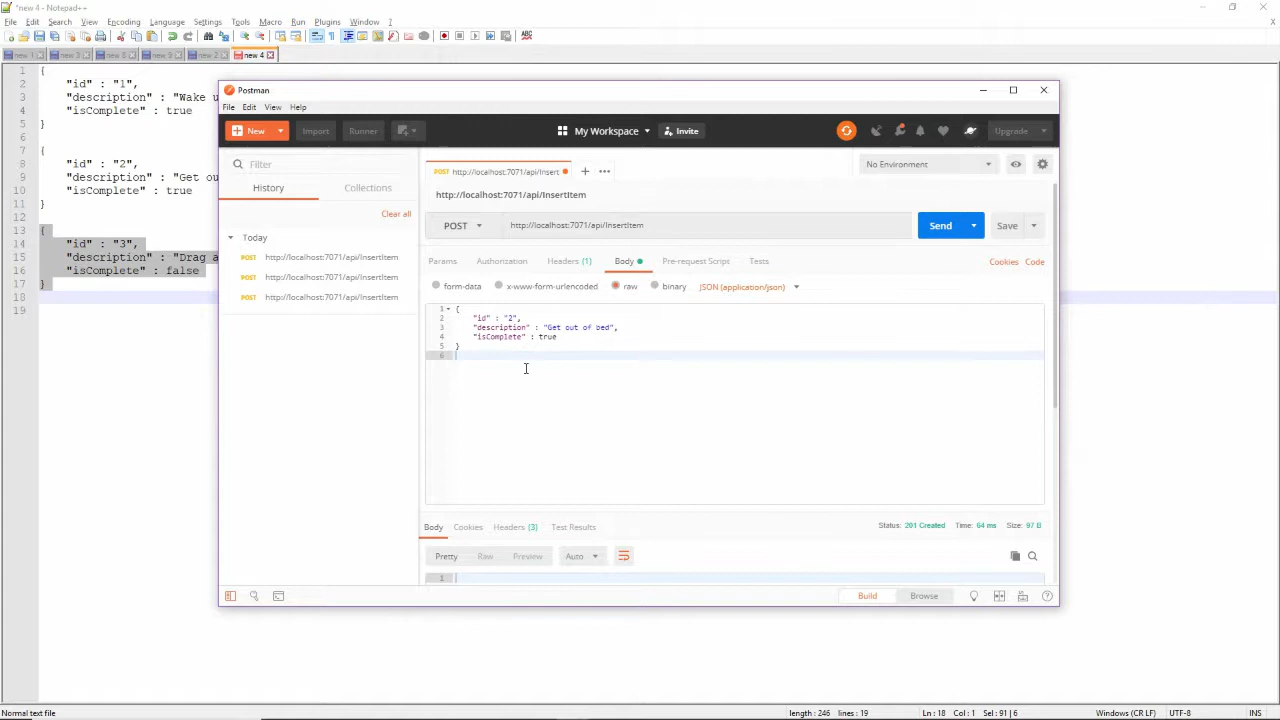 *new 4 - Notepad++
File Edit Search View Encoding Language Settings Tools Macro Run Plugins Window ?
new 1 new 3 new 8 new 9 new 2 new 4
1 {
2 "id" : "1",
3 "description" : "Wake u
4 "isComplete" : true
5 }
6
7 {
8 "id" : "2",
9 "description" : "Get ou
10 "isComplete" : true
11 }
12
13 {
14 "id" : "3",
15 "description" : "Drag a
16 "isComplete" : false
17 }
18
19
Postman
File Edit View Help
New Import Runner My Workspace Invite Upgrade
Filter
History Collections
Clear all
Today
POST http://localhost:7071/api/InsertItem
POST http://localhost:7071/api/InsertItem
POST http://localhost:7071/api/InsertItem
POST http://localhost:7071/api/Insert + ••• No Environment
http://localhost:7071/api/InsertItem
POST http://localhost:7071/api/InsertItem Send Save
Params Authorization Headers (1) Body Pre-request Script Tests Cookies Code
form-data x-www-form-urlencoded raw binary JSON (application/json)
1 {
2 "id" : "2",
3 "description" : "Get out of bed",
4 "isComplete" : true
5 }
6
Body Cookies Headers (3) Test Results Status: 201 Created Time: 64 ms Size: 97 B
Pretty Raw Preview Auto
1
Build Browse
Normal text file length : 246 lines : 19 Ln : 18 Col : 1 Sel : 91 | 6 Windows (CR LF) UTF-8 INS